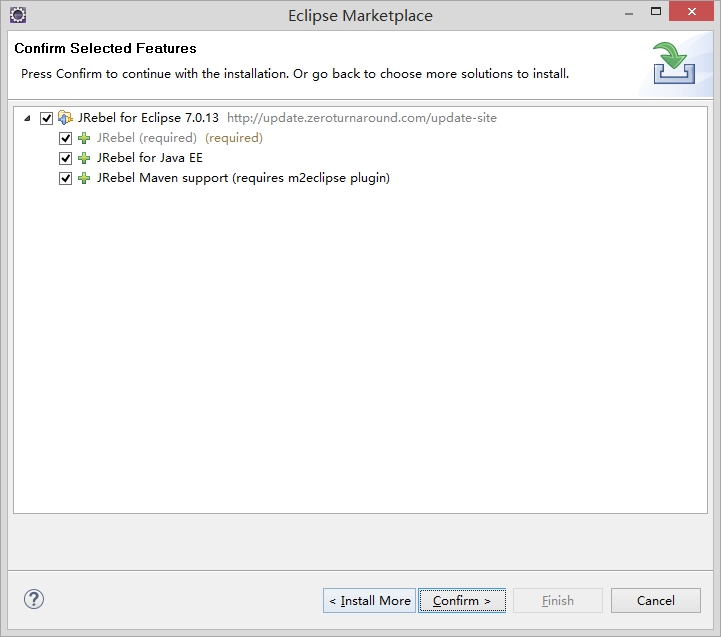 Eclipse Marketplace
Confirm Selected Features
Press Confirm to continue with the installation. Or go back to choose more solutions to install.
JRebel for Eclipse 7.0.13 http://update.zeroturnaround.com/update-site
JRebel (required) (required)
JRebel for Java EE
JRebel Maven support (requires m2eclipse plugin)
? < Install More Confirm > Finish Cancel